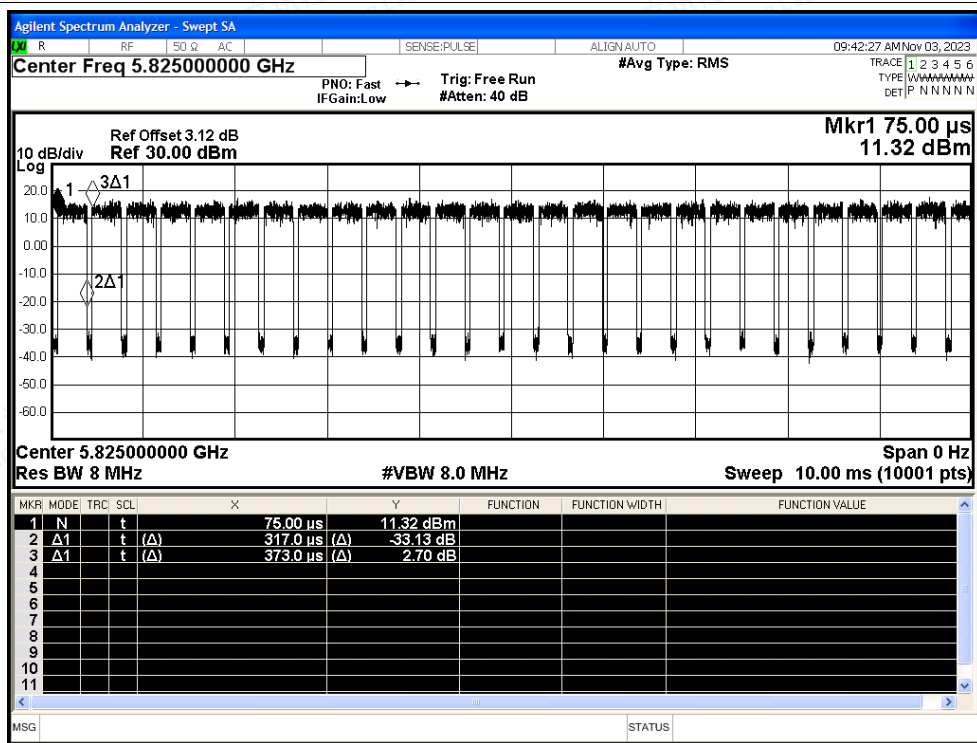 Agilent Spectrum Analyzer - Swept SA
LXI R RF 50 Ω AC SENSE:PULSE ALIGN AUTO 09:42:27 AM Nov 03, 2023
Center Freq 5.825000000 GHz #Avg Type: RMS TRACE 1 2 3 4 5 6
PNO: Fast Trig: Free Run TYPE WWWWWW
IFGain:Low #Atten: 40 dB DET P N N N N N
Mkr1 75.00 µs
Ref Offset 3.12 dB
10 dB/div Ref 30.00 dBm 11.32 dBm
Log
20.0
1 3Δ1
10.0
0.00
-10.0
2Δ1
-20.0
-30.0
-40.0
-50.0
-60.0
Center 5.825000000 GHz Span 0 Hz
Res BW 8 MHz #VBW 8.0 MHz Sweep 10.00 ms (10001 pts)
MKR MODE TRC SCL X Y FUNCTION FUNCTION WIDTH FUNCTION VALUE
1 N t 75.00 µs 11.32 dBm
2 Δ1 t (Δ) 317.0 µs (Δ) -33.13 dB
3 Δ1 t (Δ) 373.0 µs (Δ) 2.70 dB
4
5
6
7
8
9
10
11
MSG STATUS